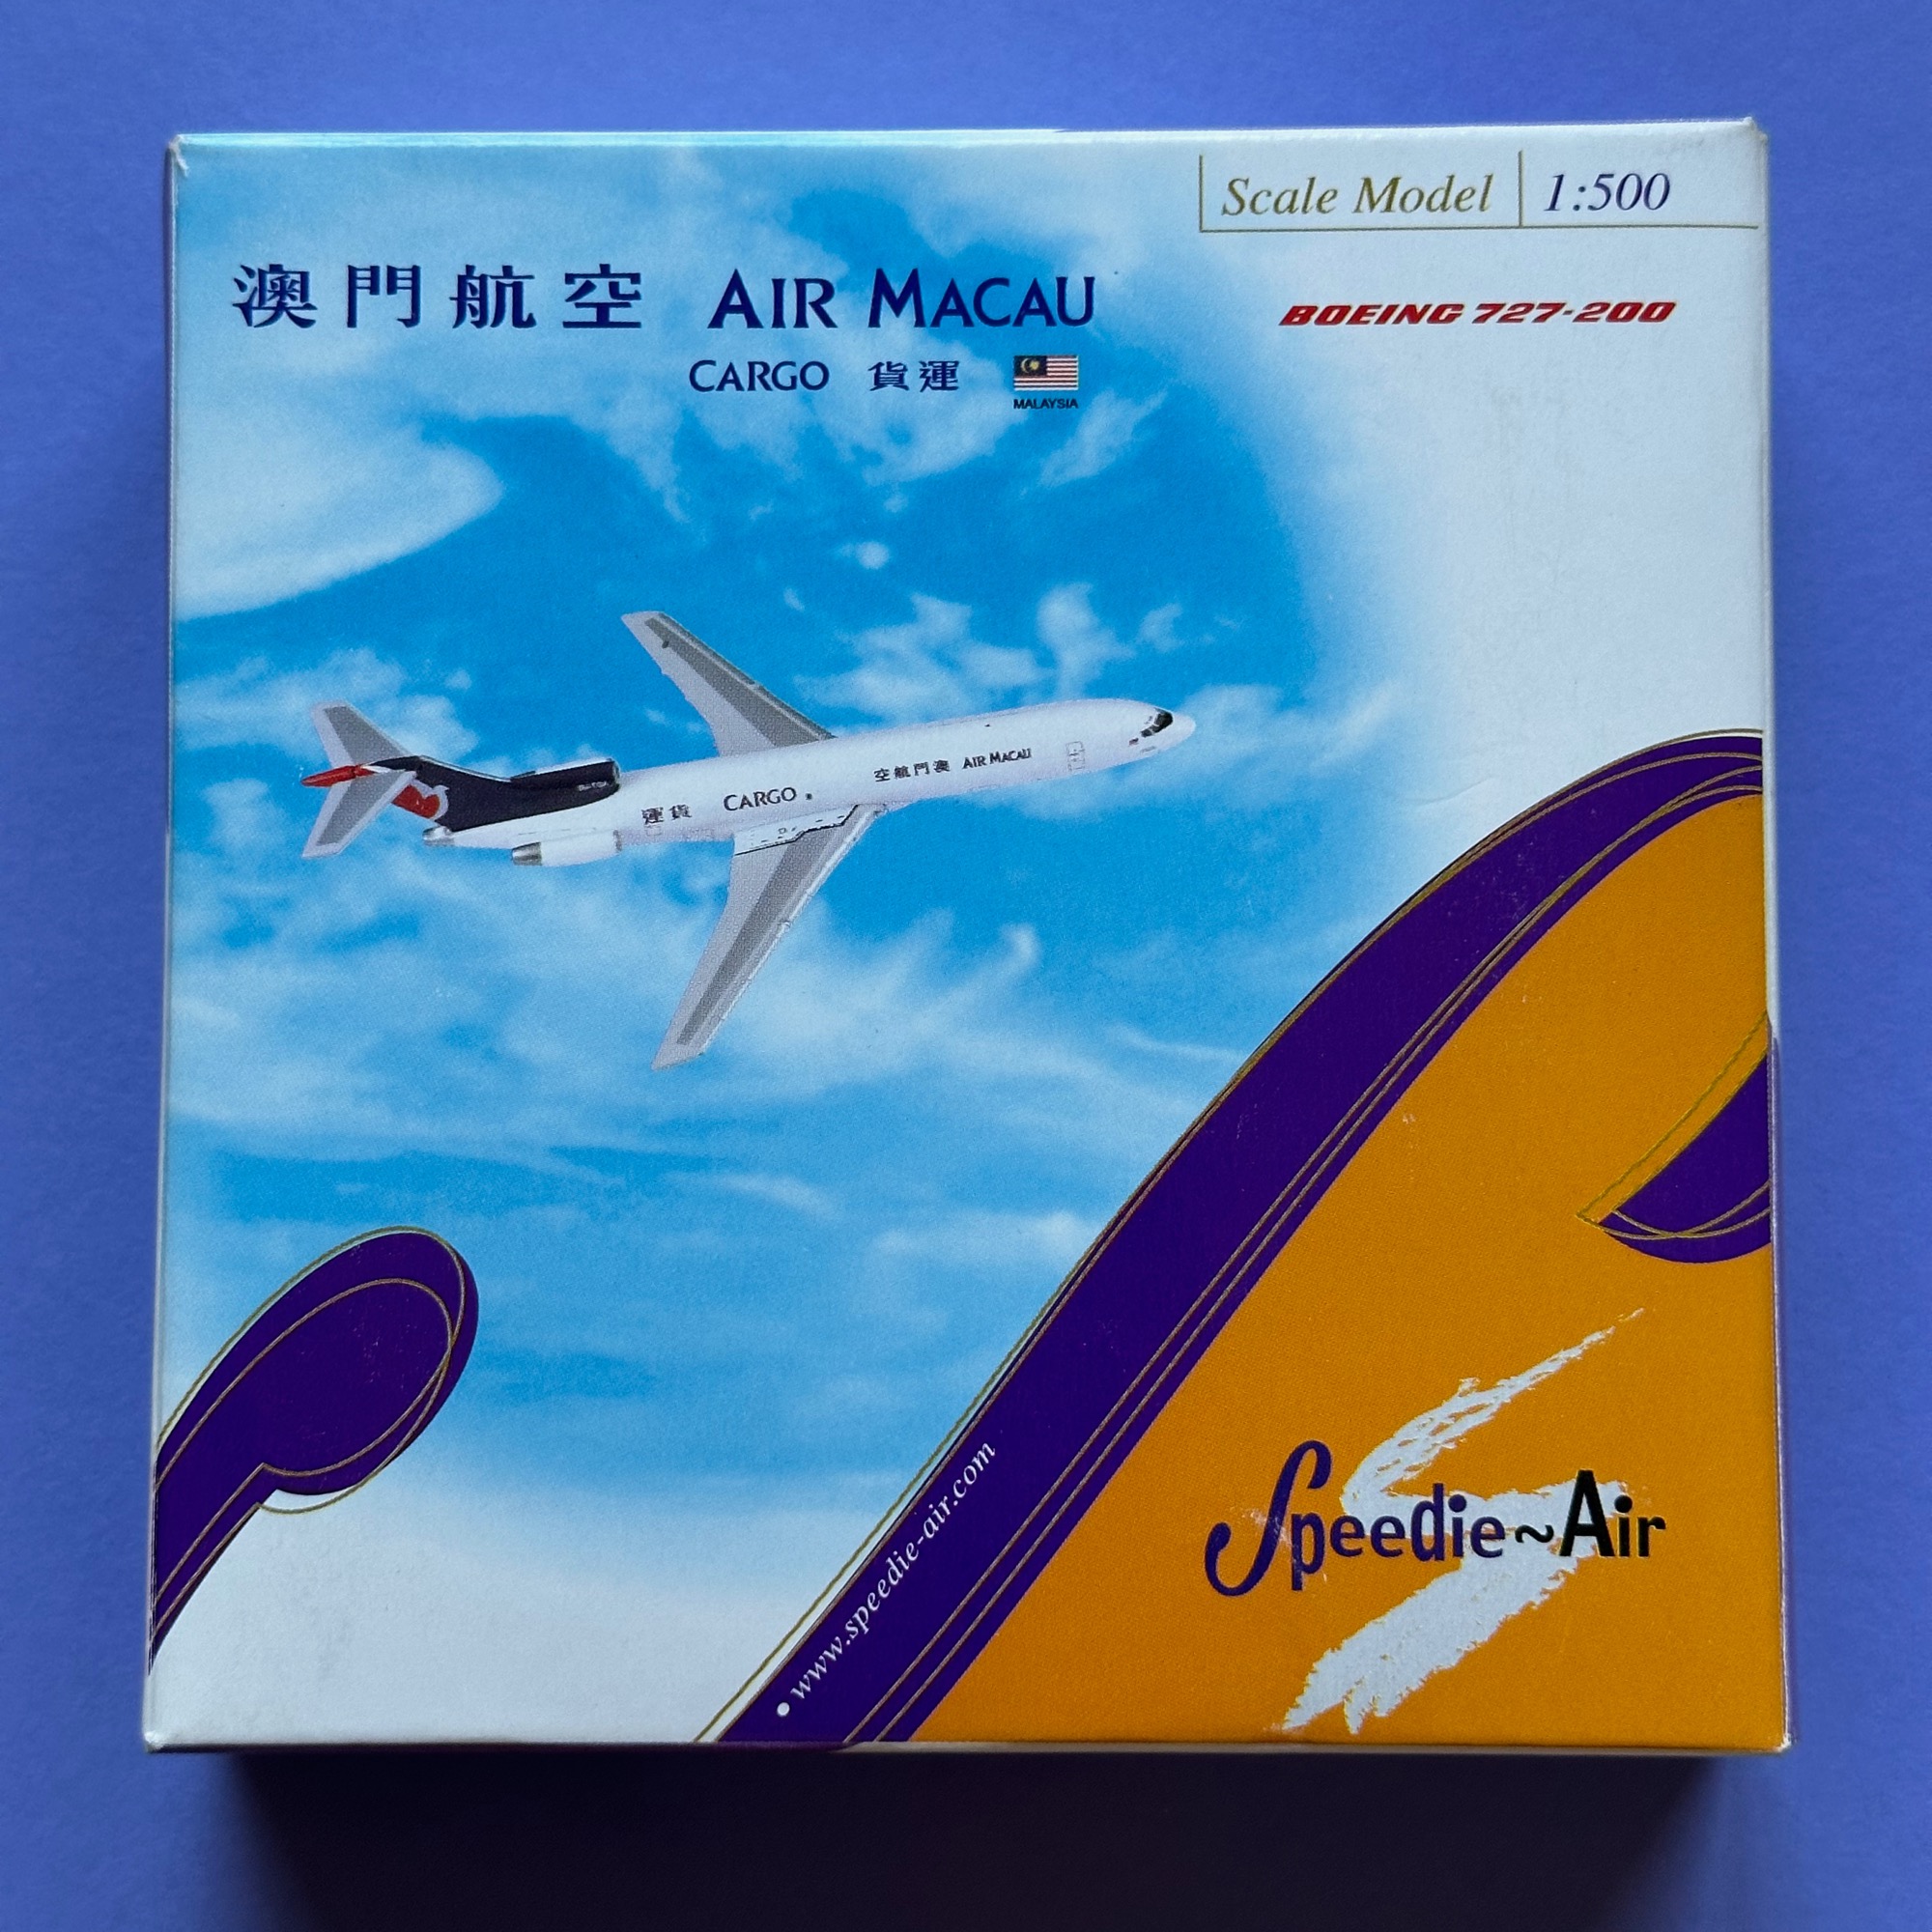 Scale Model 1:500
澳門航空 AIR MACAU
BOEING 727-200
CARGO 貨運
MALAYSIA
空航門澳 AIR MACAU
運貨 CARGO
• www.speedie-air.com
Speedie~Air